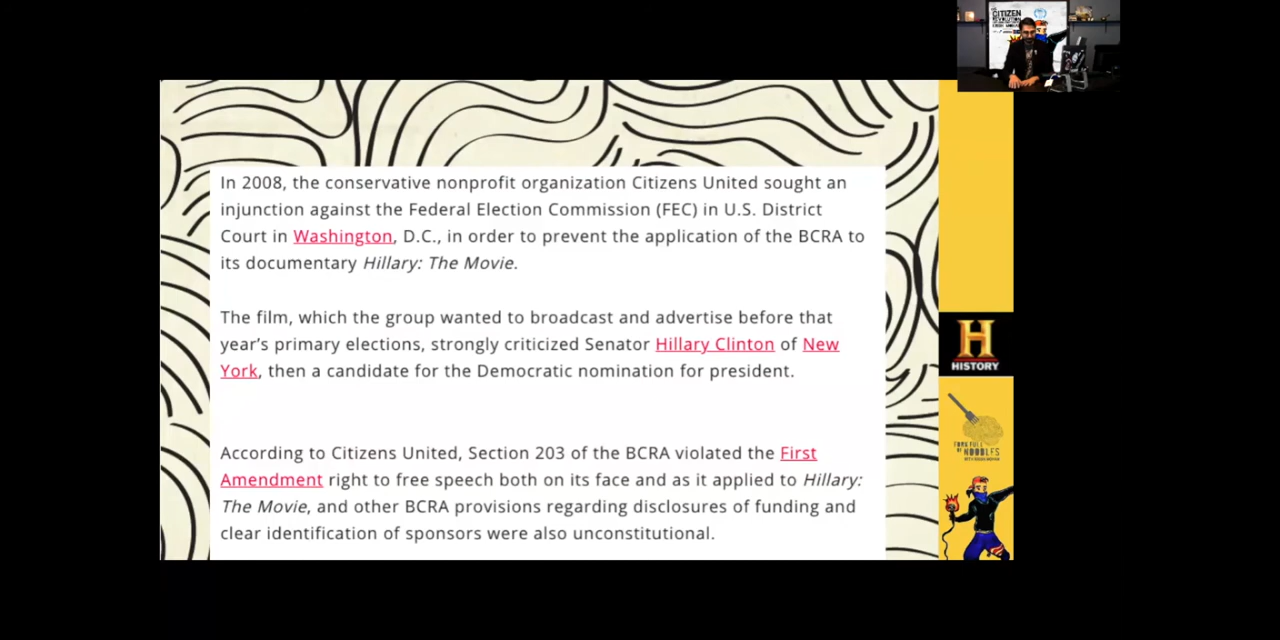 CITIZEN
REVOLUTION
In 2008, the conservative nonprofit organization Citizens United sought an
injunction against the Federal Election Commission (FEC) in U.S. District
Court in Washington, D.C., in order to prevent the application of the BCRA to
its documentary Hillary: The Movie.
The film, which the group wanted to broadcast and advertise before that
year’s primary elections, strongly criticized Senator Hillary Clinton of New
York, then a candidate for the Democratic nomination for president.
According to Citizens United, Section 203 of the BCRA violated the First
Amendment right to free speech both on its face and as it applied to Hillary:
The Movie, and other BCRA provisions regarding disclosures of funding and
clear identification of sponsors were also unconstitutional.
H
HISTORY
FORK FULL
OF NOODLES